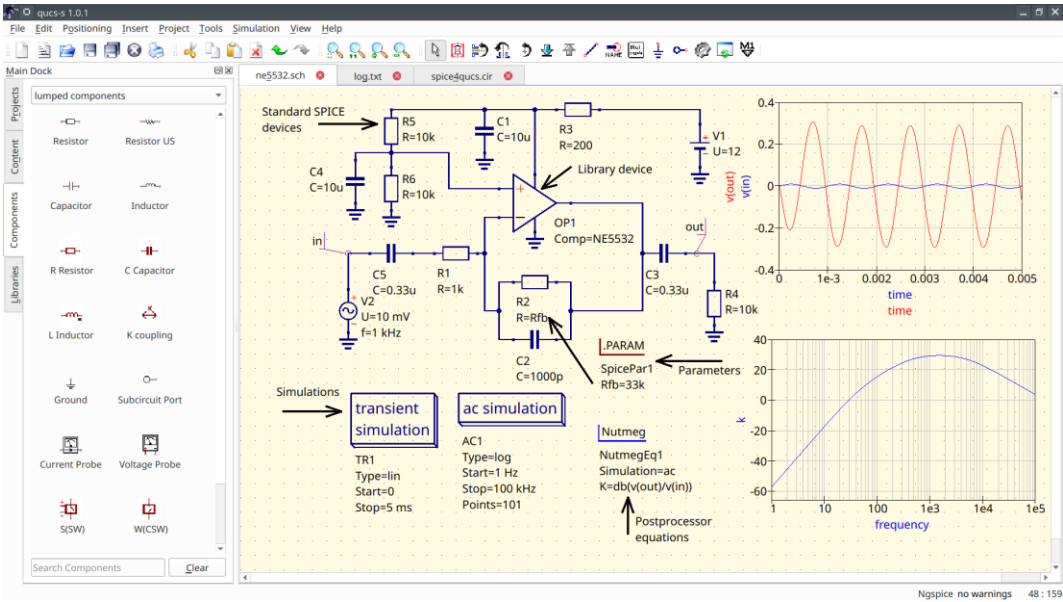 qucs-s 1.0.1
File Edit Positioning Insert Project Tools Simulation View Help
NAME
Main Dock
ne5532.sch
log.txt
spice4qucs.cir
Projects
Content
Components
Libraries
lumped components
Resistor
Resistor US
Capacitor
Inductor
R Resistor
C Capacitor
L Inductor
K coupling
Ground
Subcircuit Port
Current Probe
Voltage Probe
S(SW)
W(CSW)
Search Components
Clear
Standard SPICE
devices
R5
R=10k
C1
C=10u
R3
R=200
V1
U=12
C4
C=10u
R6
R=10k
Library device
+
−
OP1
Comp=NE5532
in
out
C5
C=0.33u
R1
R=1k
V2
U=10 mV
f=1 kHz
R2
R=Rfb
C2
C=1000p
C3
C=0.33u
R4
R=10k
.PARAM
SpicePar1
Rfb=33k
Parameters
Simulations
transient
simulation
TR1
Type=lin
Start=0
Stop=5 ms
ac simulation
AC1
Type=log
Start=1 Hz
Stop=100 kHz
Points=101
Nutmeg
NutmegEq1
Simulation=ac
K=db(v(out)/v(in))
Postprocessor
equations
0.4
0.2
0
-0.2
-0.4
v(out)
v(in)
0 1e-3 0.002 0.003 0.004 0.005
time
time
40
20
0
-20
-40
-60
k
1 10 100 1e3 1e4 1e5
frequency
Ngspice no warnings 48 : 159